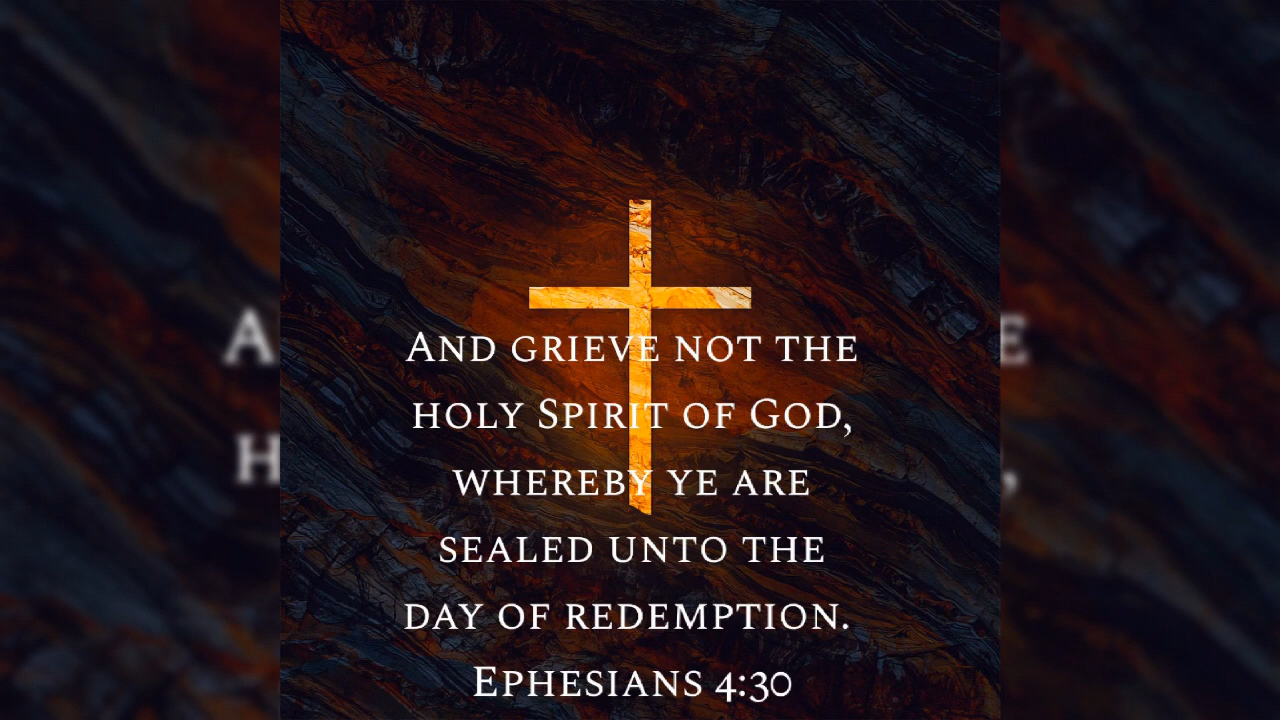 And grieve not the
holy Spirit of God,
whereby ye are
sealed unto the
day of redemption.
Ephesians 4:30